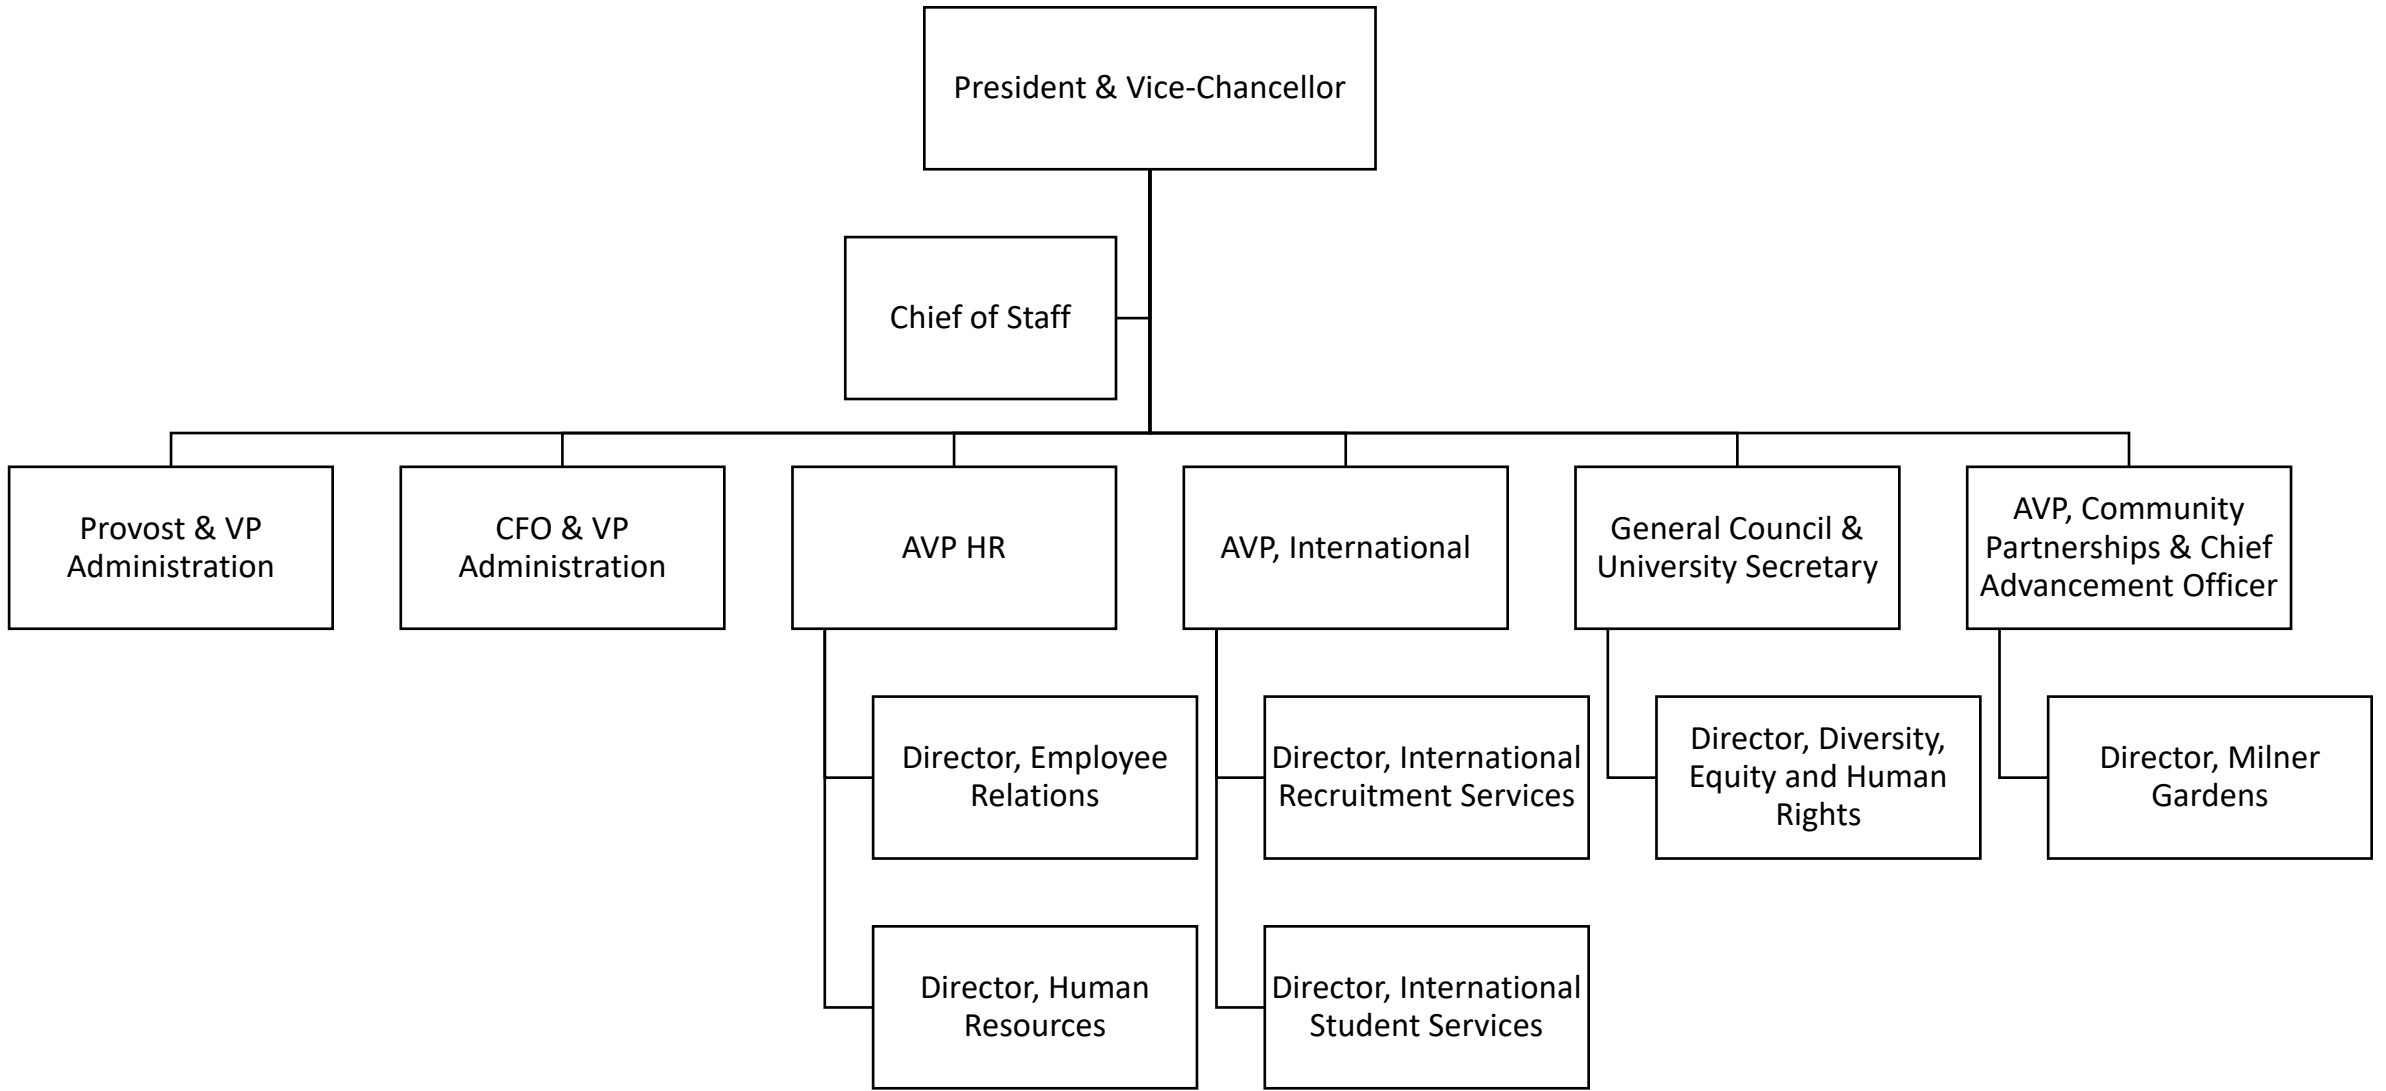 President & Vice-Chancellor
Chief of Staff
Provost & VP
Administration
CFO & VP
Administration
AVP HR
AVP, International
General Council &
University Secretary
AVP, Community
Partnerships & Chief
Advancement Officer
Director, Employee
Relations
Director, International
Recruitment Services
Director, Diversity,
Equity and Human
Rights
Director, Milner
Gardens
Director, Human
Resources
Director, International
Student Services